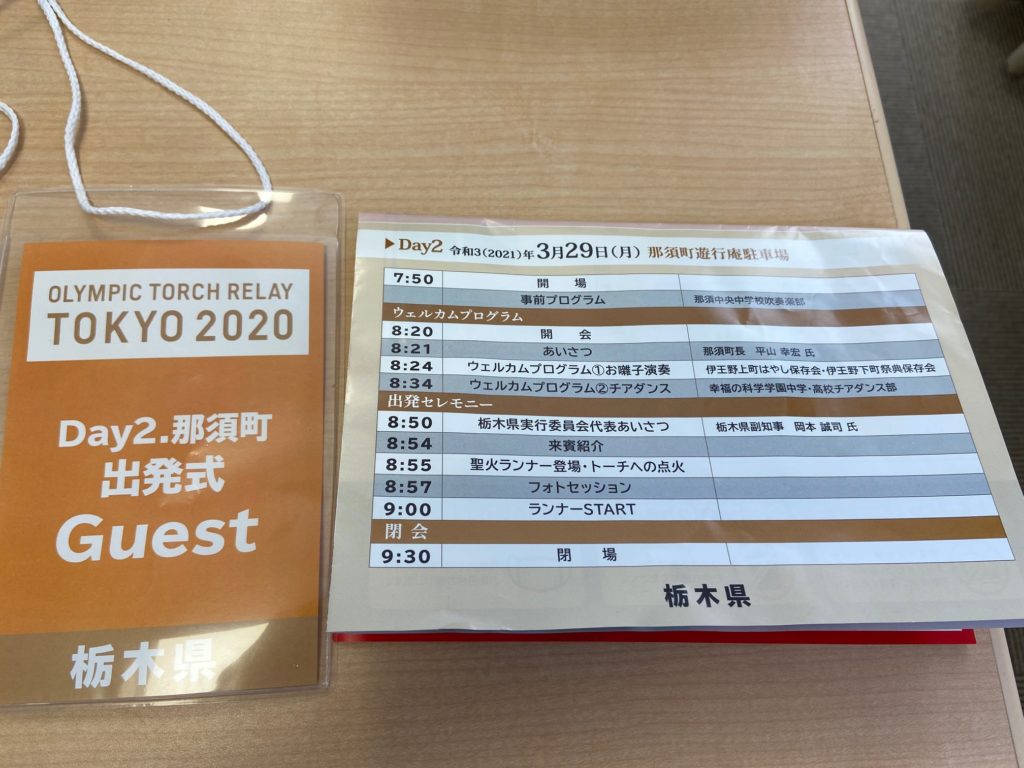 OLYMPIC TORCH RELAY
TOKYO 2020
Day2.那須町
出発式
Guest
栃木県
▶Day2 令和3(2021)年3月29日(月) 那須町遊行庵駐車場
7:50 開場
事前プログラム 那須中央中学校吹奏楽部
ウェルカムプログラム
8:20 開会
8:21 あいさつ 那須町長 平山 幸宏 氏
8:24 ウェルカムプログラム①お囃子演奏 伊王野上町はやし保存会・伊王野下町祭典保存会
8:34 ウェルカムプログラム②チアダンス 幸福の科学学園中学・高校チアダンス部
出発セレモニー
8:50 栃木県実行委員会代表あいさつ 栃木県副知事 岡本 誠司 氏
8:54 来賓紹介
8:55 聖火ランナー登場・トーチへの点火
8:57 フォトセッション
9:00 ランナーSTART
閉会
9:30 閉場
栃木県